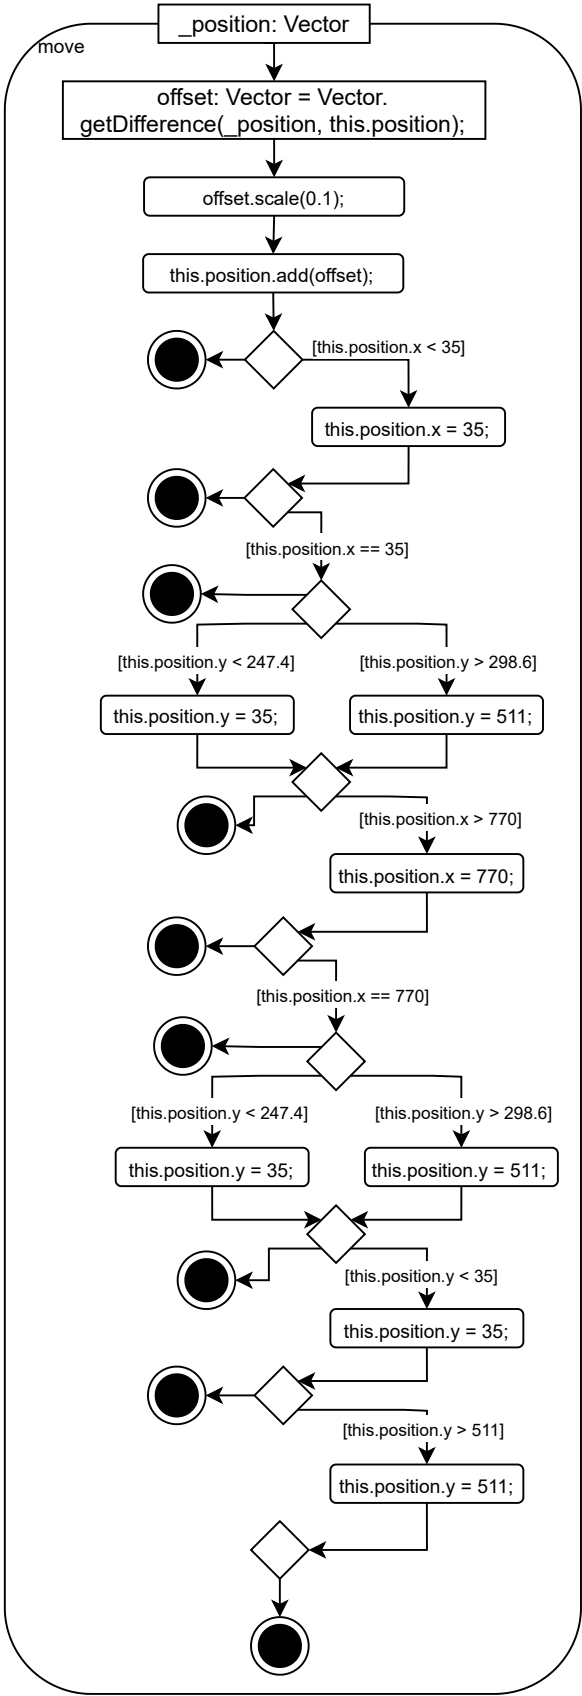 _position: Vector
move
offset: Vector = Vector.
getDifference(_position, this.position);
offset.scale(0.1);
this.position.add(offset);
[this.position.x < 35]
this.position.x = 35;
[this.position.x == 35]
[this.position.y < 247.4]
[this.position.y > 298.6]
this.position.y = 35;
this.position.y = 511;
[this.position.x > 770]
this.position.x = 770;
[this.position.x == 770]
[this.position.y < 247.4]
[this.position.y > 298.6]
this.position.y = 35;
this.position.y = 511;
[this.position.y < 35]
this.position.y = 35;
[this.position.y > 511]
this.position.y = 511;